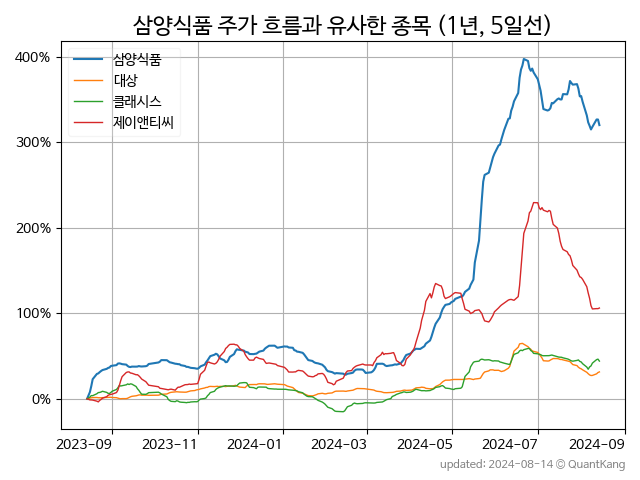 삼양식품 주가 흐름과 유사한 종목 (1년, 5일선)
삼양식품
대상
클래시스
제이앤티씨
400%
300%
200%
100%
0%
2023-09 2023-11 2024-01 2024-03 2024-05 2024-07 2024-09
updated: 2024-08-14 © QuantKang